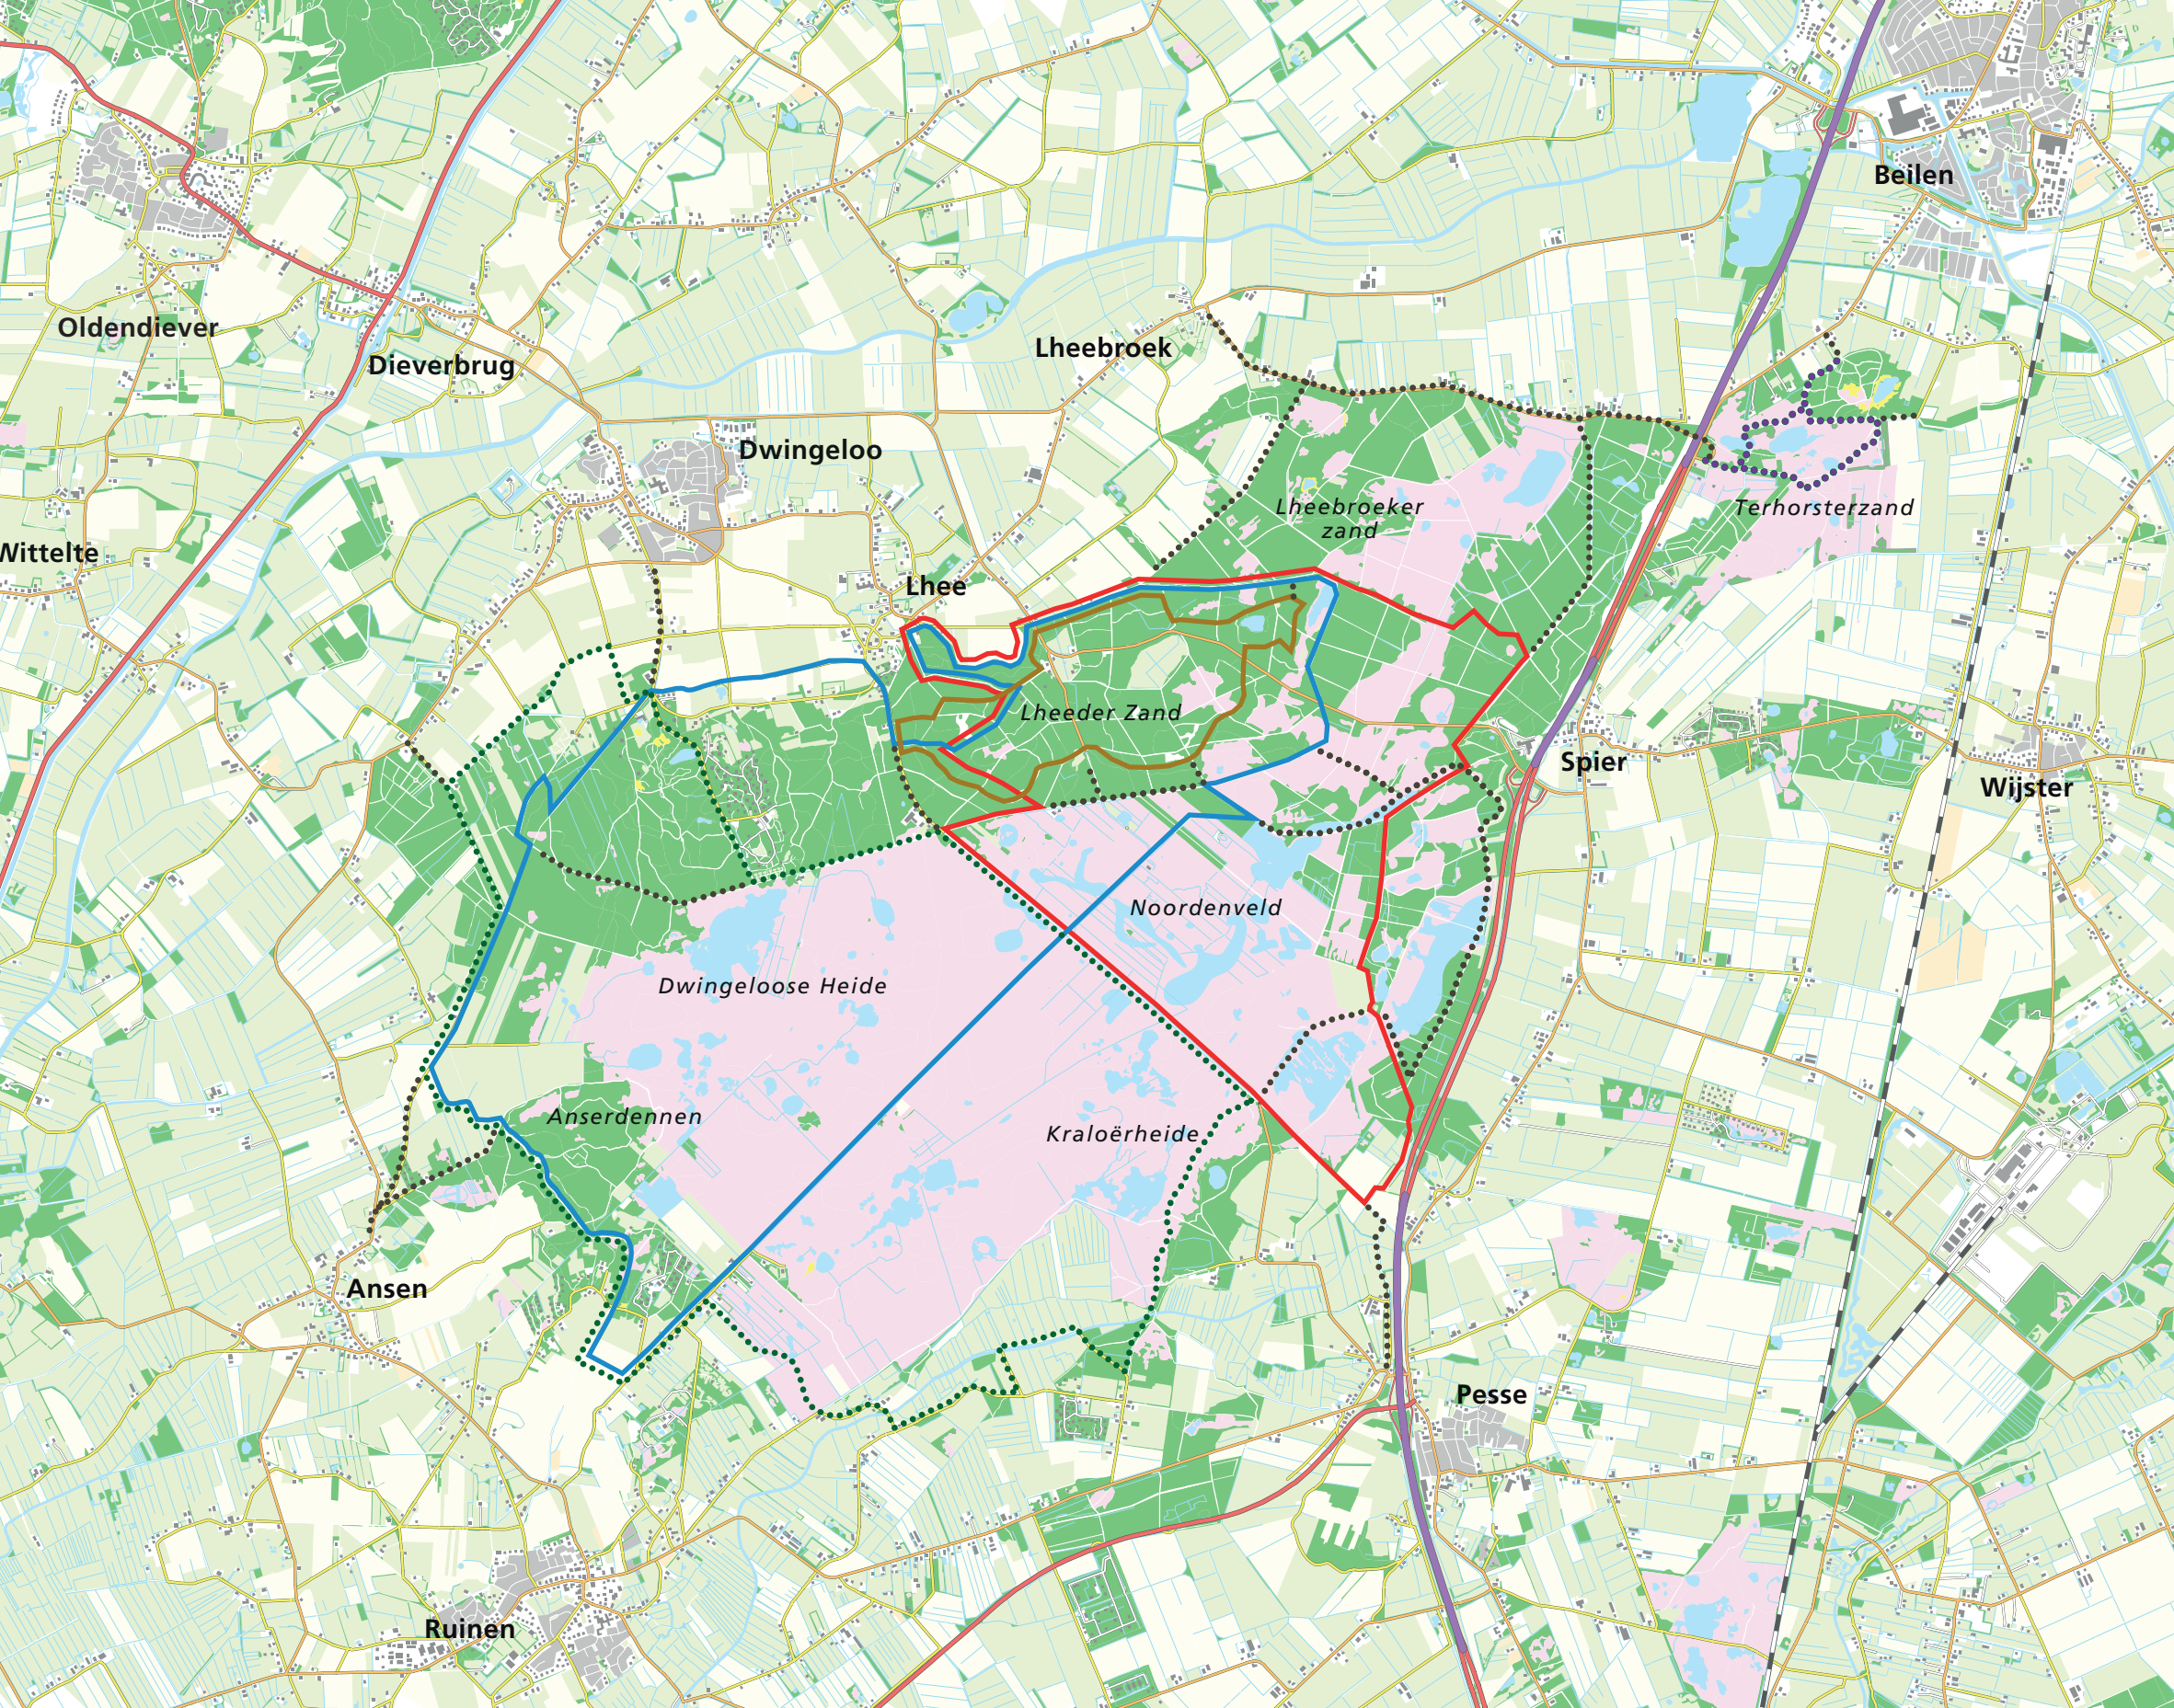 Beilen
Oldendiever
Lheebroek
Dieverbrug
Dwingeloo
Lheebroeker
zand
Terhorsterzand
Wittelte
Lhee
Lheeder Zand
Spier
Wijster
Noordenveld
Dwingeloose Heide
Anserdennen
Kraloërheide
Ansen
Pesse
Ruinen